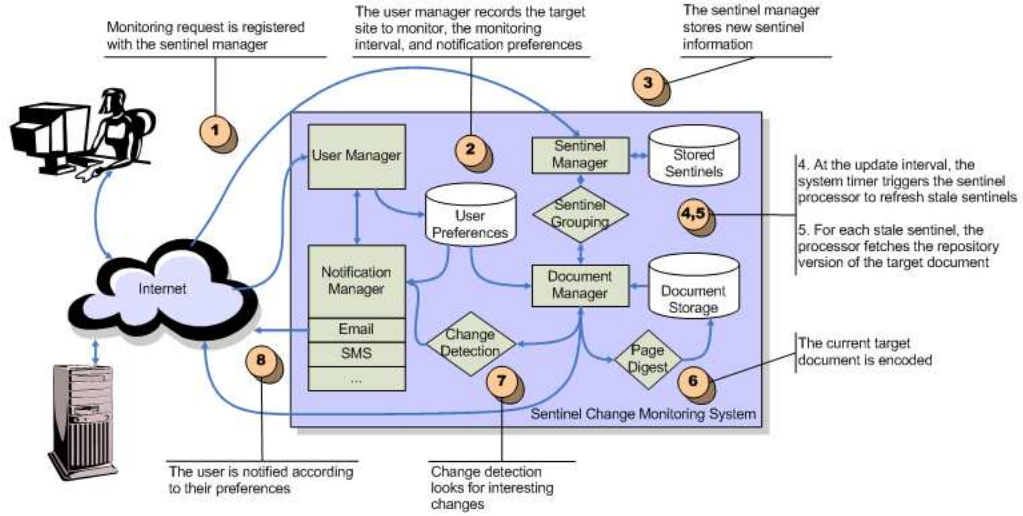 Monitoring request is registered
with the sentinel manager
The user manager records the target
site to monitor, the monitoring
interval, and notification preferences
The sentinel manager
stores new sentinel
information
1
2
3
User Manager
Sentinel
Manager
Stored
Sentinels
4. At the update interval, the
system timer triggers the sentinel
processor to refresh stale sentinels
5. For each stale sentinel, the
processor fetches the repository
version of the target document
User
Preferences
Sentinel
Grouping
4,5
Internet
Notification
Manager
Document
Manager
Document
Storage
Email
SMS
...
Change
Detection
Page
Digest
The current target
document is encoded
8
7
6
Sentinel Change Monitoring System
The user is notified according
to their preferences
Change detection
looks for interesting
changes